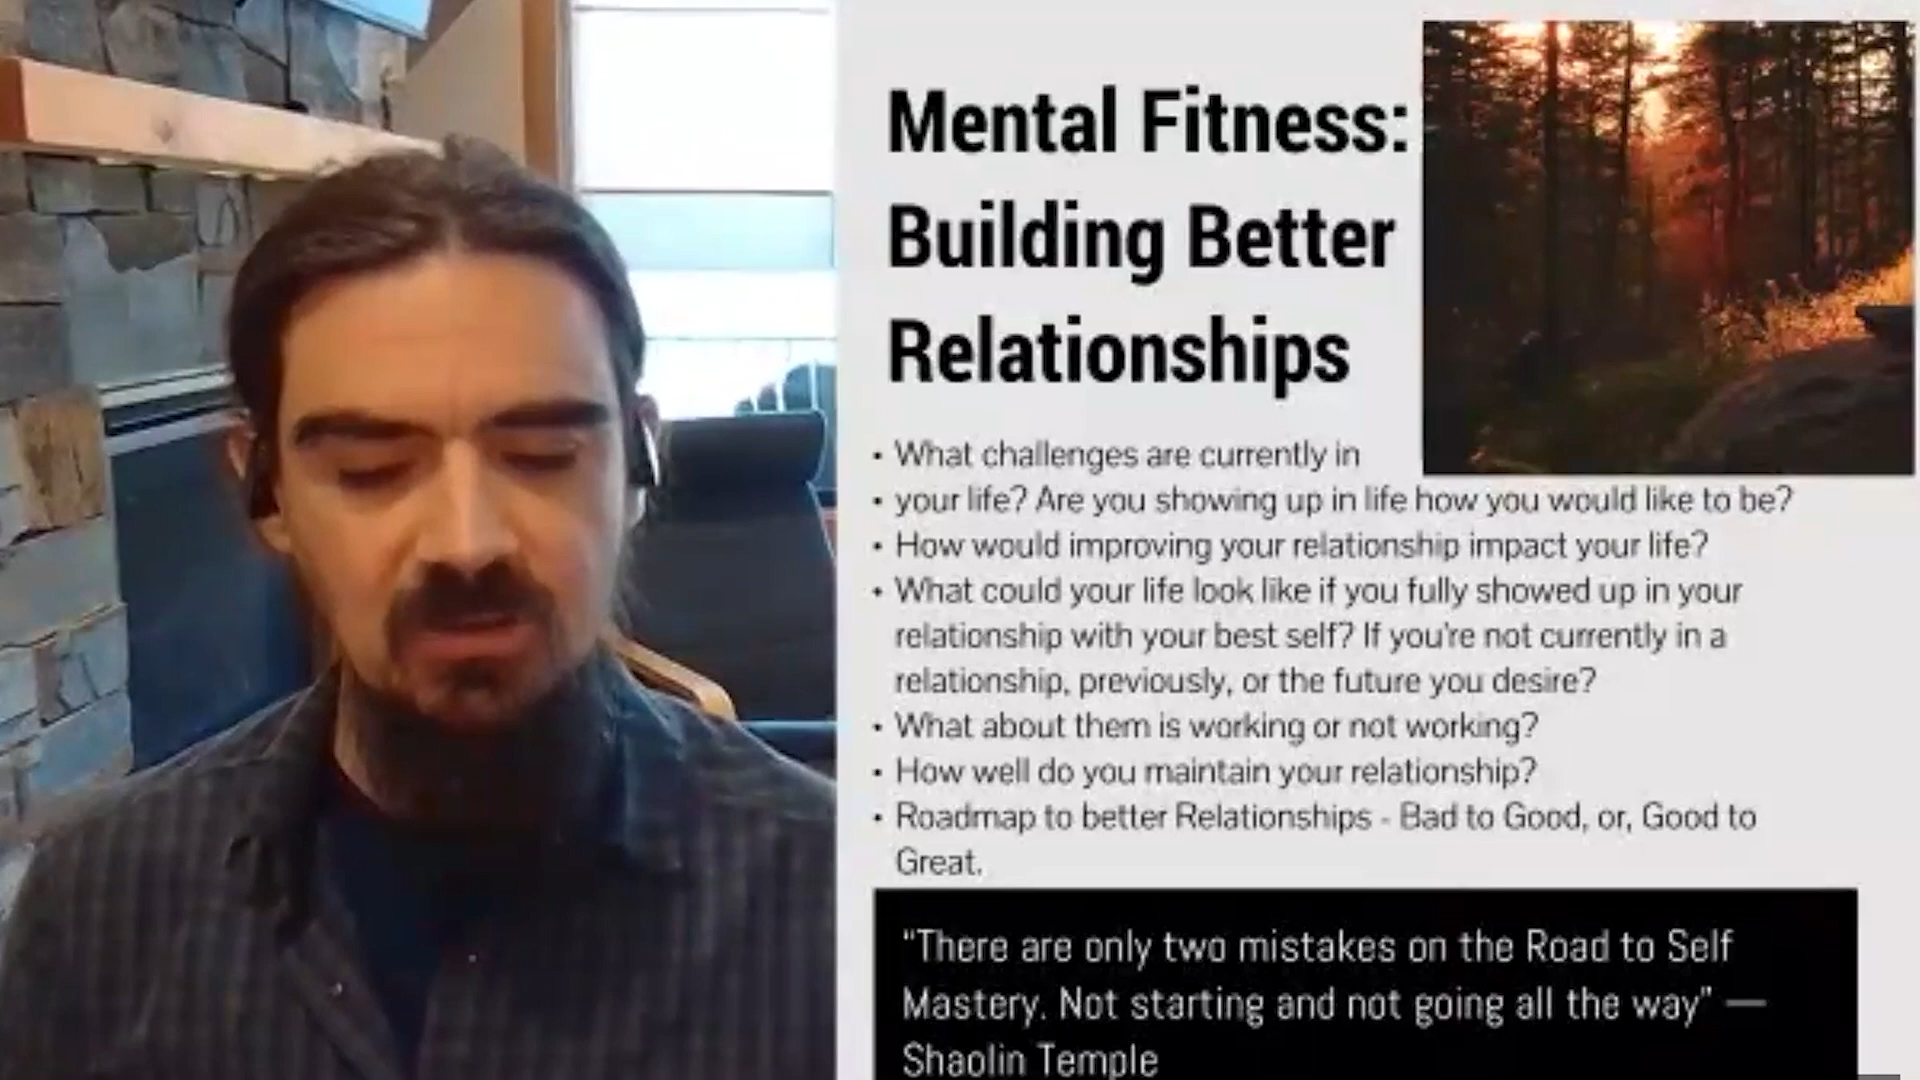 Mental Fitness:
Building Better
Relationships
• What challenges are currently in
• your life? Are you showing up in life how you would like to be?
• How would improving your relationship impact your life?
• What could your life look like if you fully showed up in your
relationship with your best self? If you're not currently in a
relationship, previously, or the future you desire?
• What about them is working or not working?
• How well do you maintain your relationship?
• Roadmap to better Relationships - Bad to Good, or, Good to
Great.
“There are only two mistakes on the Road to Self
Mastery. Not starting and not going all the way” —
Shaolin Temple